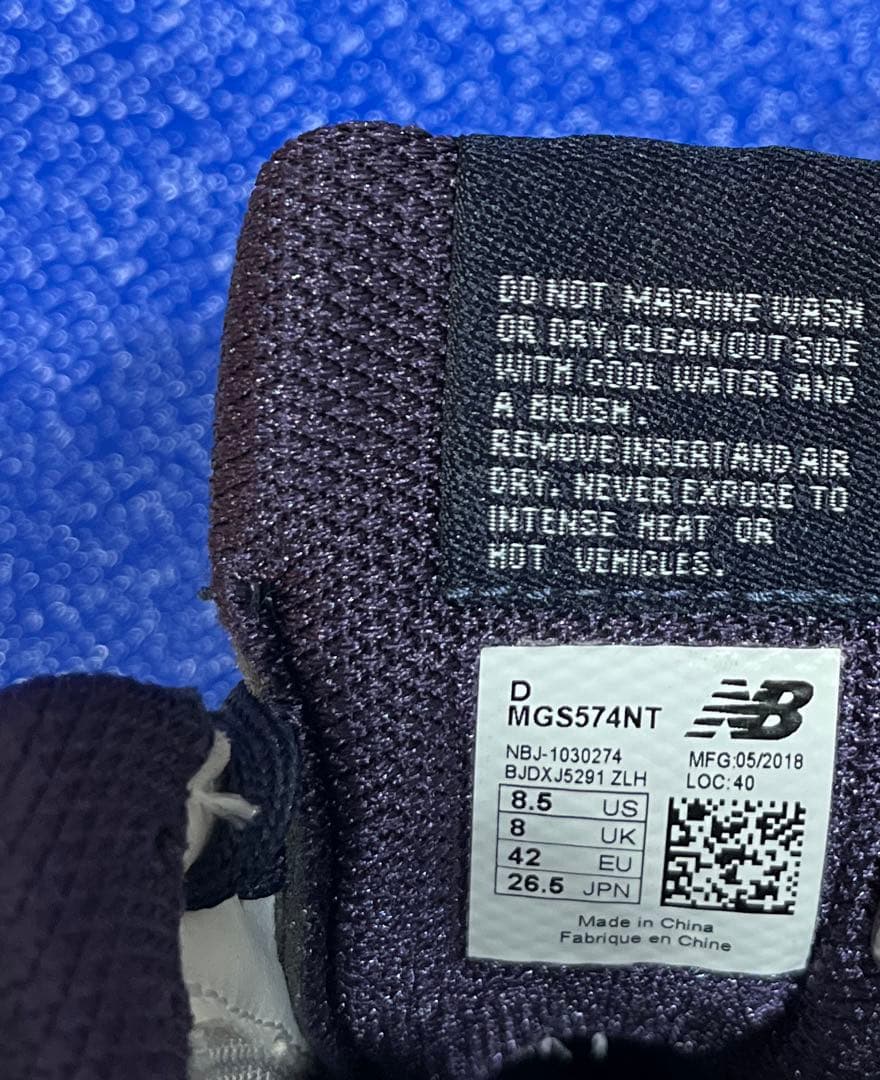 DO NOT MACHINE WASH
OR DRY, CLEAN OUTSIDE
WITH COOL WATER AND
A BRUSH.
REMOVE INSERT AND AIR
DRY. NEVER EXPOSE TO
INTENSE HEAT OR
HOT VEHICLES.
D
MGS574NT
NB
NBJ-1030274
MFG:05/2018
BJDXJ5291 ZLH
LOC:40
8.5 US
8 UK
42 EU
26.5 JPN
Made in China
Fabrique en Chine